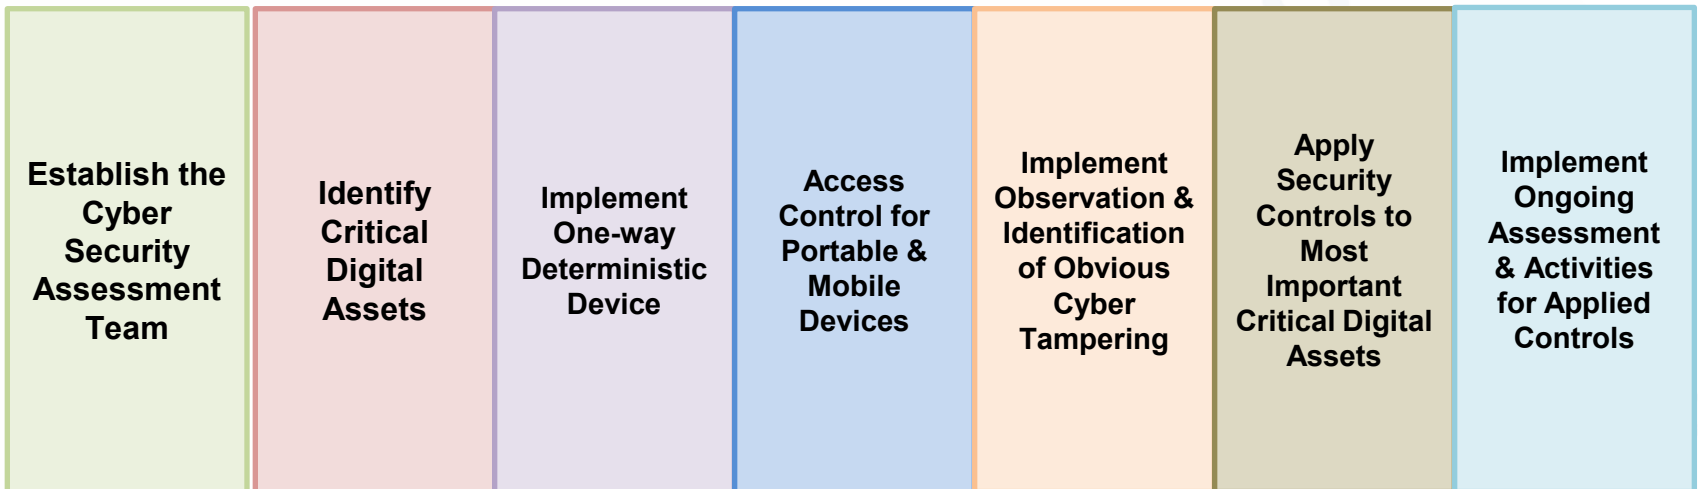 Establish the
Cyber
Security
Assessment
Team
Identify
Critical
Digital
Assets
Implement
One-way
Deterministic
Device
Access
Control for
Portable &
Mobile
Devices
Implement
Observation &
Identification
of Obvious
Cyber
Tampering
Apply
Security
Controls to
Most
Important
Critical Digital
Assets
Implement
Ongoing
Assessment
& Activities
for Applied
Controls